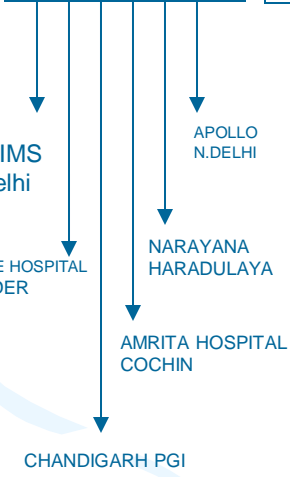 APOLLO
N.DELHI
IMS
elhi
NARAYANA
HARADULAYA
E HOSPITAL
DER
AMRITA HOSPITAL
COCHIN
CHANDIGARH PGI